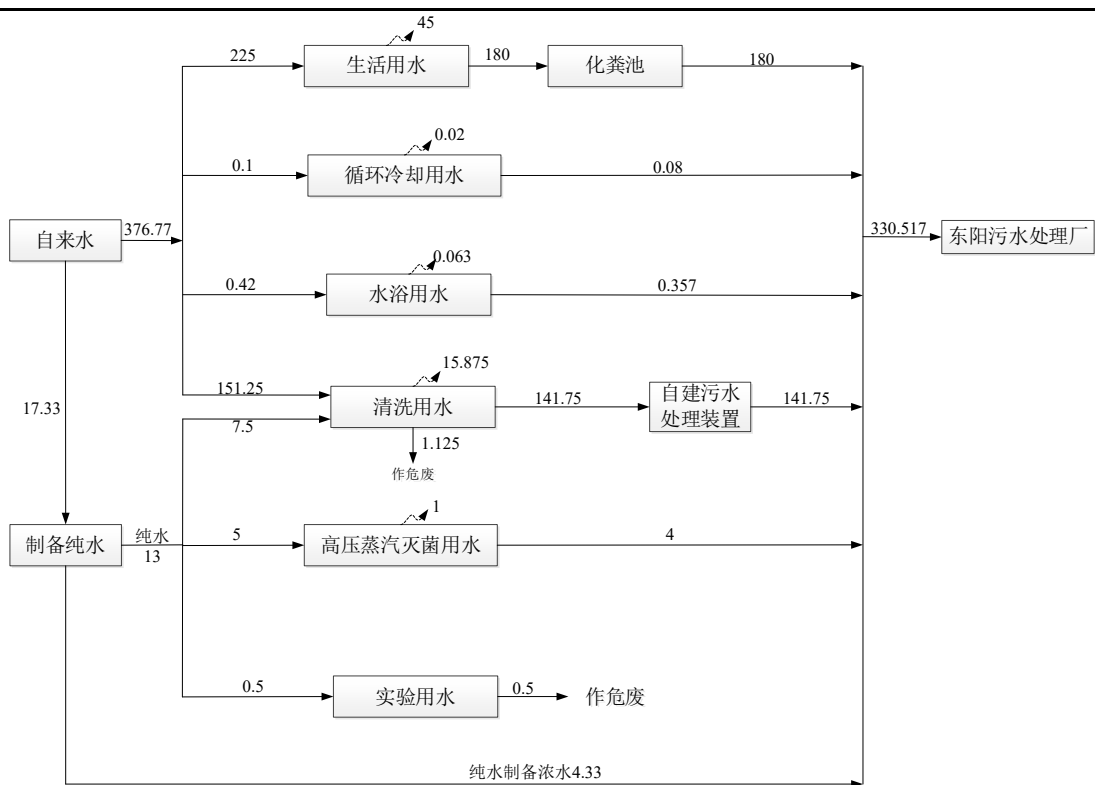 45
225
生活用水
180
化粪池
180
0.02
0.1
循环冷却用水
0.08
自来水
376.77
330.517
东阳污水处理厂
0.063
0.42
水浴用水
0.357
15.875
151.25
清洗用水
141.75
自建污水
处理装置
141.75
17.33
7.5
1.125
作危废
1
制备纯水
纯水
13
5
高压蒸汽灭菌用水
4
0.5
实验用水
0.5
作危废
纯水制备浓水4.33